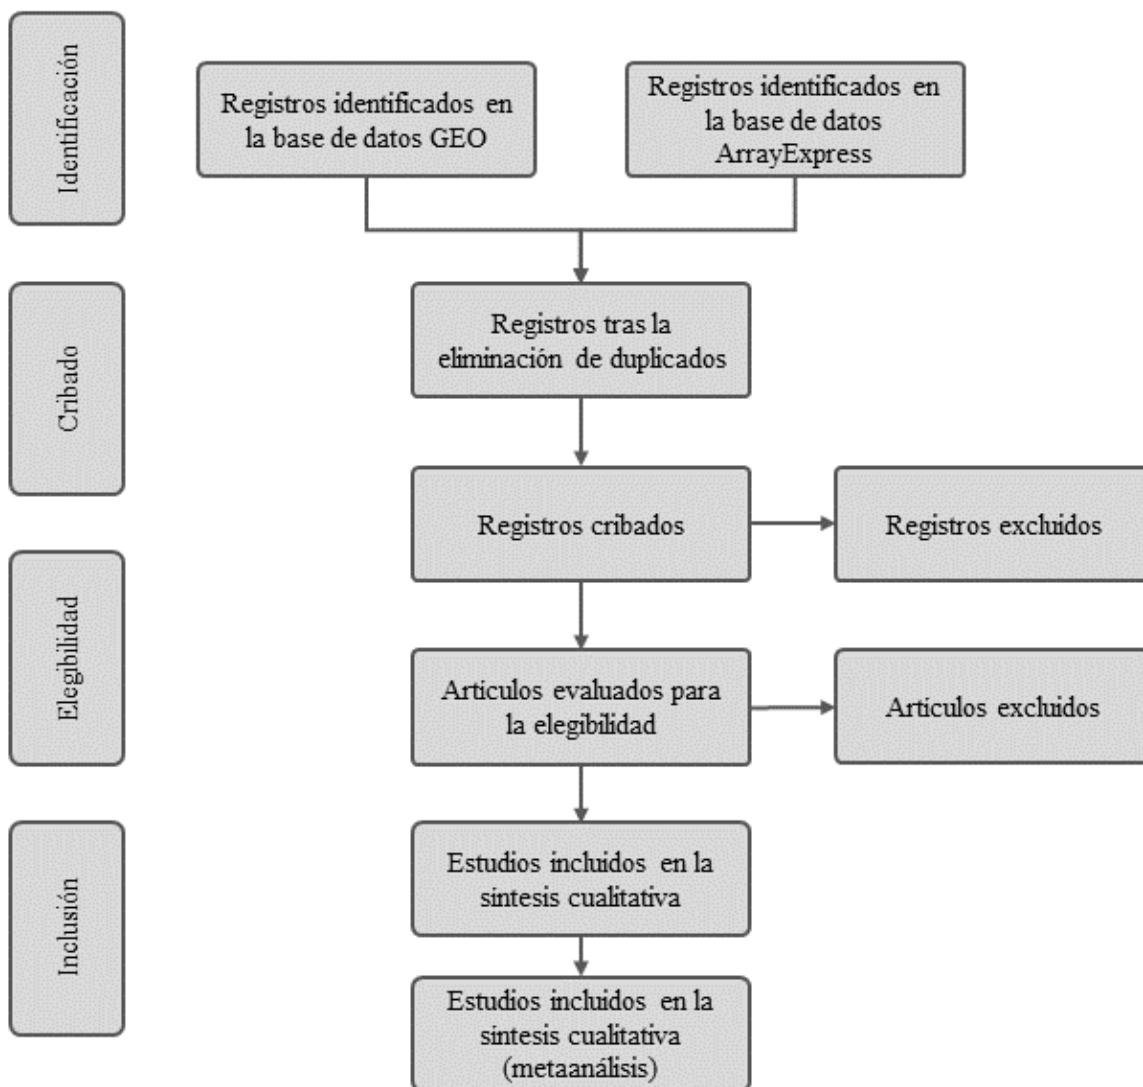 Identificación
Registros identificados en
la base de datos GEO
Registros identificados en
la base de datos
ArrayExpress
Cribado
Registros tras la
eliminación de duplicados
Registros cribados
Registros excluidos
Elegibilidad
Artículos evaluados para
la elegibilidad
Artículos excluidos
Inclusión
Estudios incluidos en la
síntesis cualitativa
Estudios incluidos en la
síntesis cualitativa
(metaanálisis)